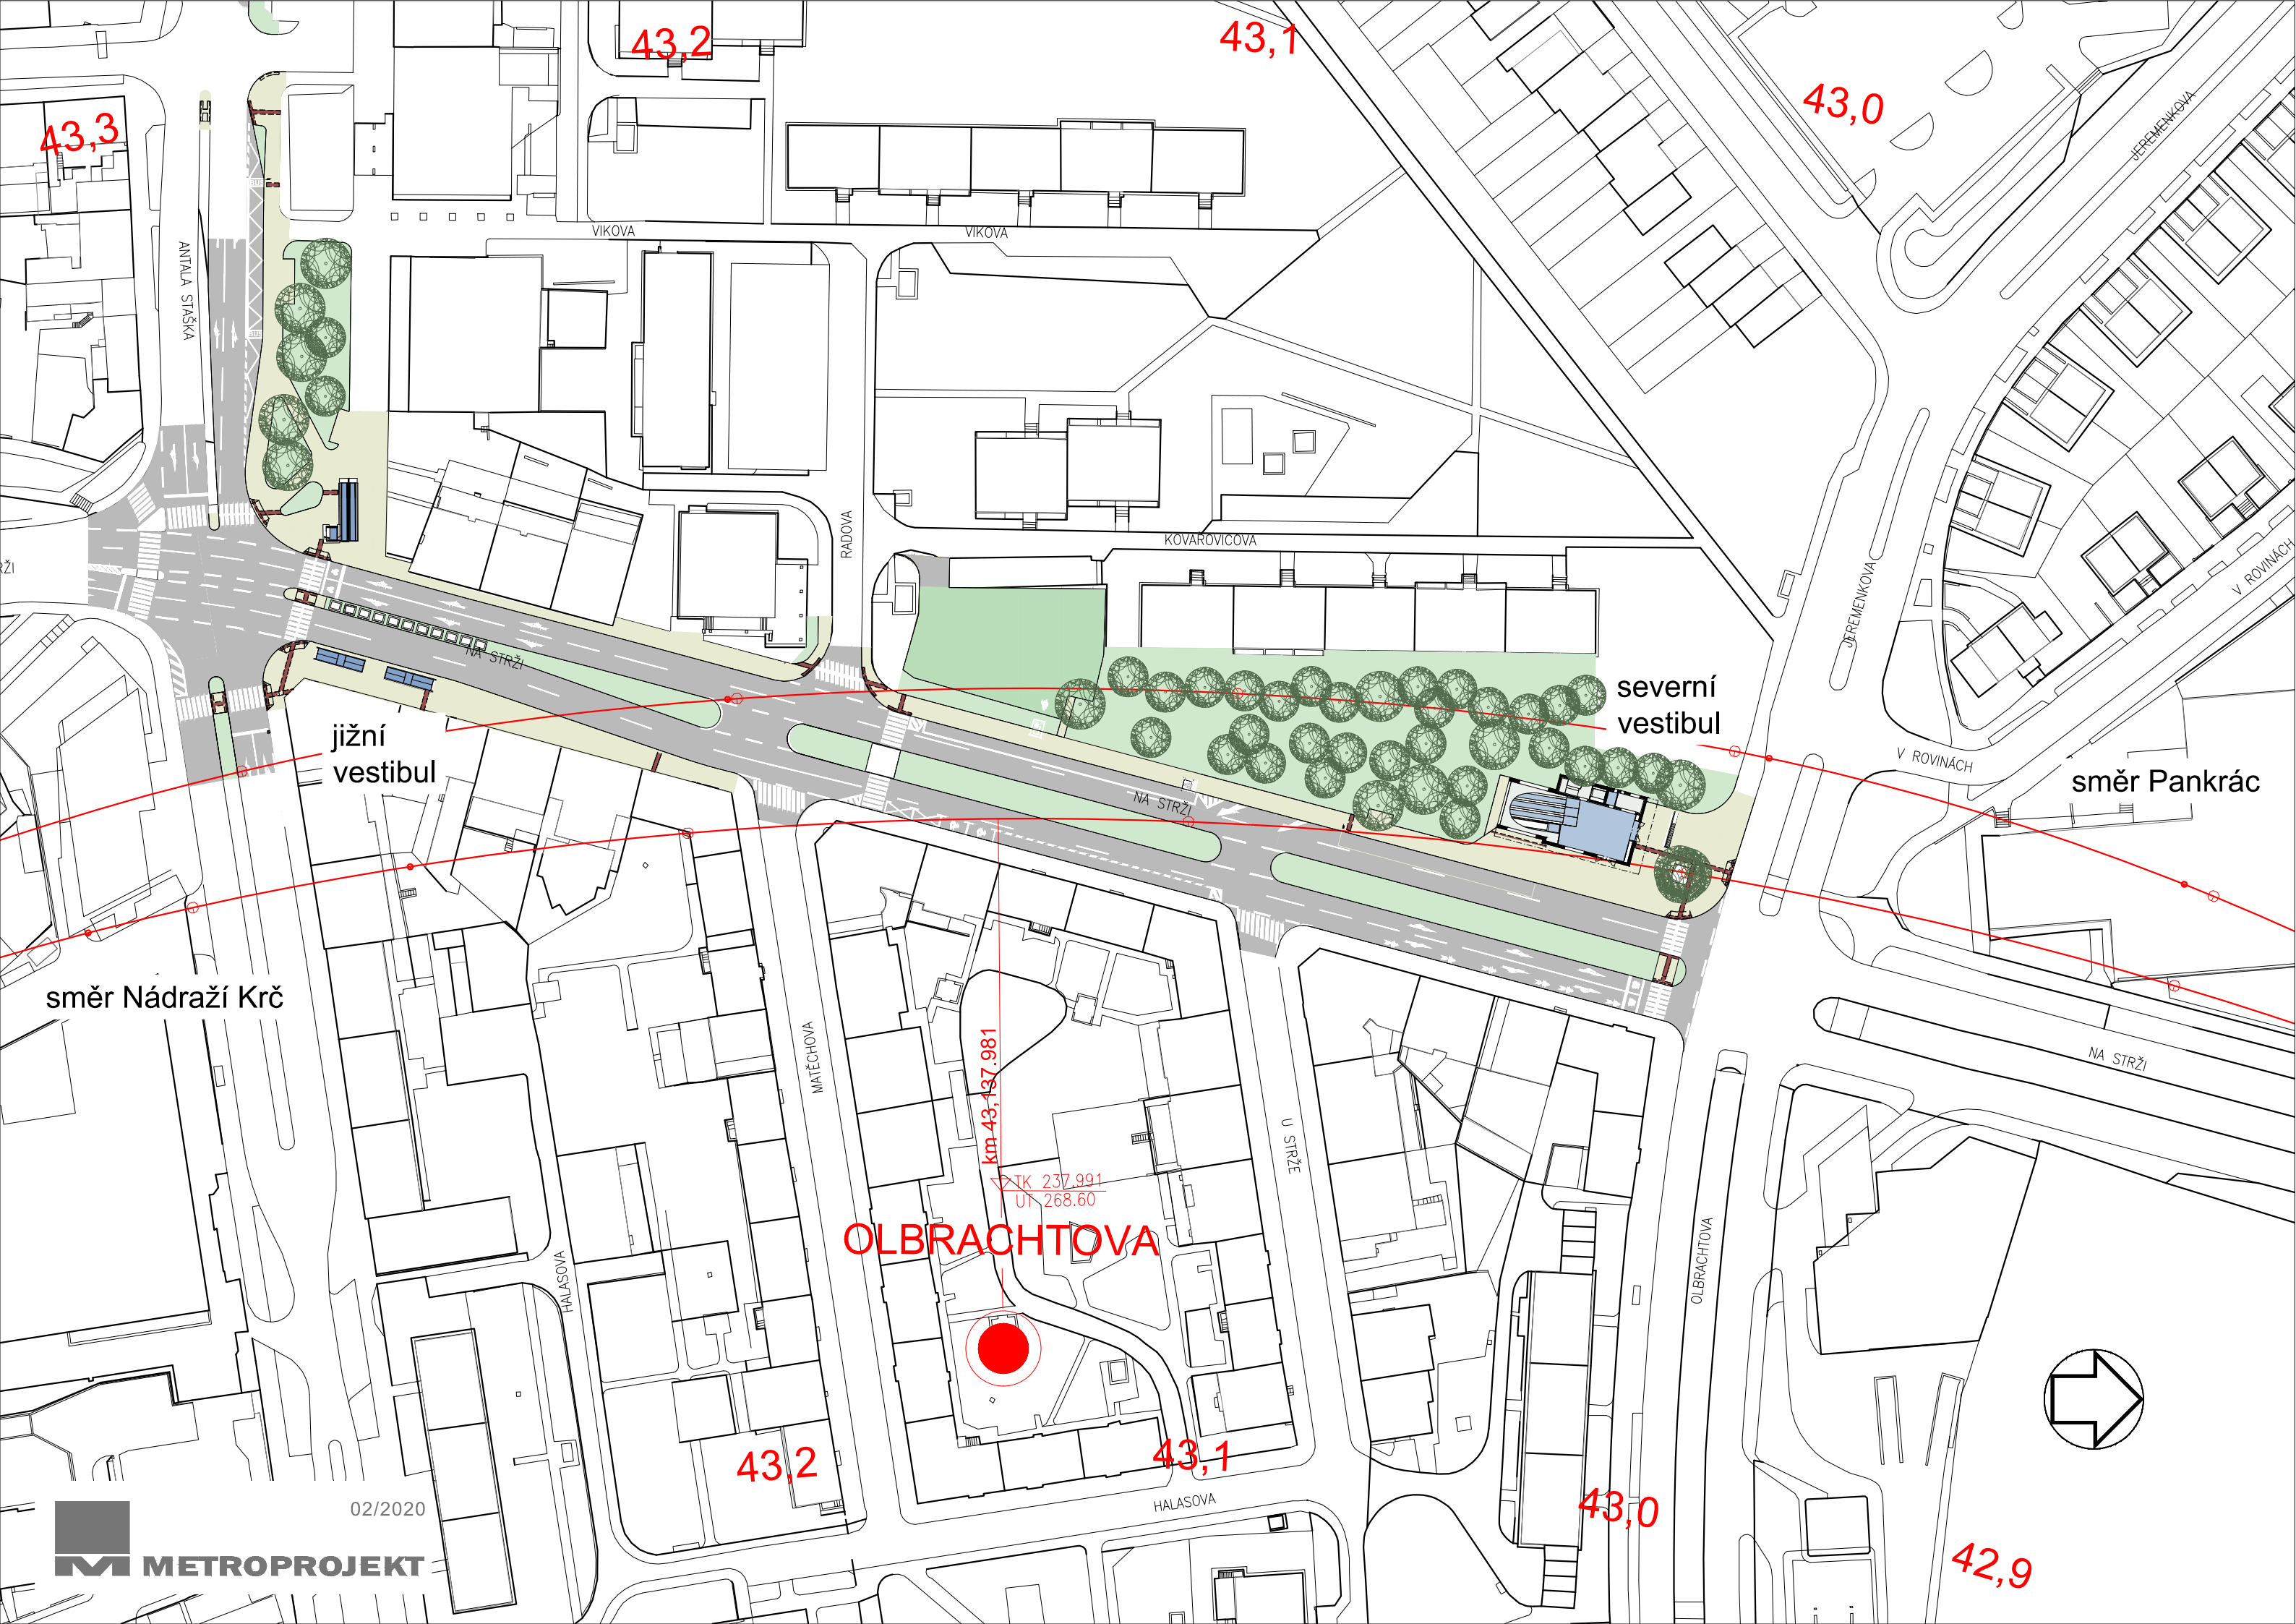 43,2
43,1
43,0
43,3
JEREMENKOVA
ANTALA STAŠKA
VIKOVA
VIKOVA
RADOVA
KOVAROVICOVA
JEREMENKOVA
V ROVINÁCH
NA STRŽI
severní
vestibul
jižní
vestibul
V ROVINÁCH
směr Pankrác
NA STRŽI
směr Nádraží Krč
MATĚCHOVA
km 43,137.981
NA STRŽI
U STRŽE
TK 237.991
UT 268.60
OLBRACHTOVA
HALASOVA
OLBRACHTOVA
43,2
43,1
HALASOVA
43,0
42,9
02/2020
METROPROJEKT